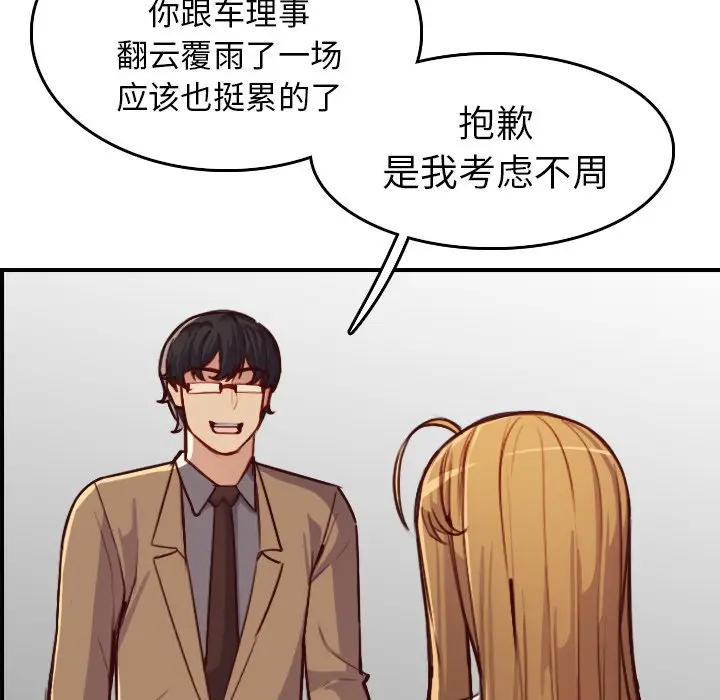 你跟车理事
翻云覆雨了一场
应该也挺累的了
抱歉
是我考虑不周